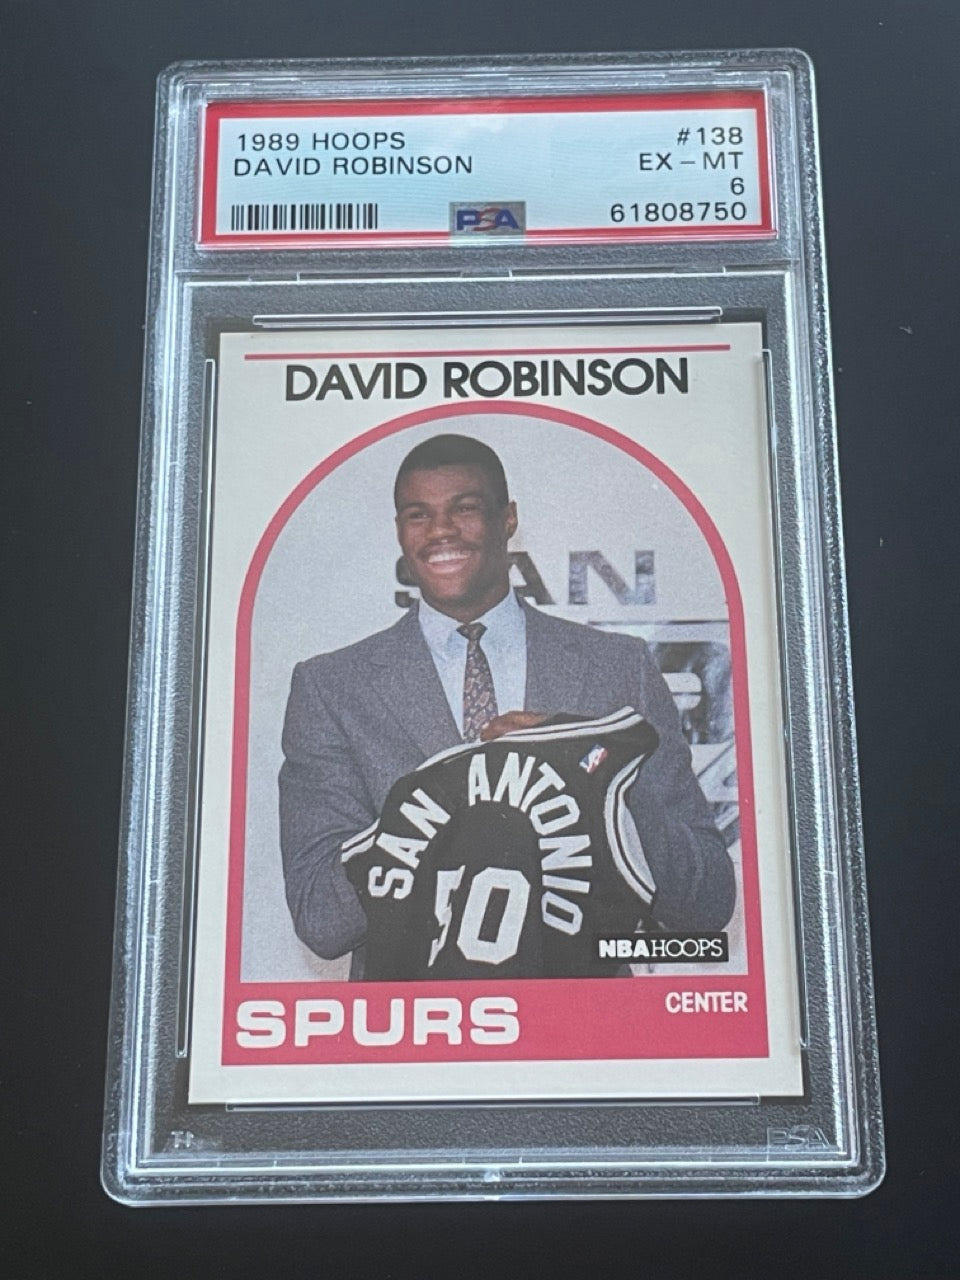 1989 HOOPS #138
DAVID ROBINSON EX - MT
6
PSA 61808750
DAVID ROBINSON
SAN
SAN ANTONIO
50
NBA HOOPS
SPURS CENTER
PSA